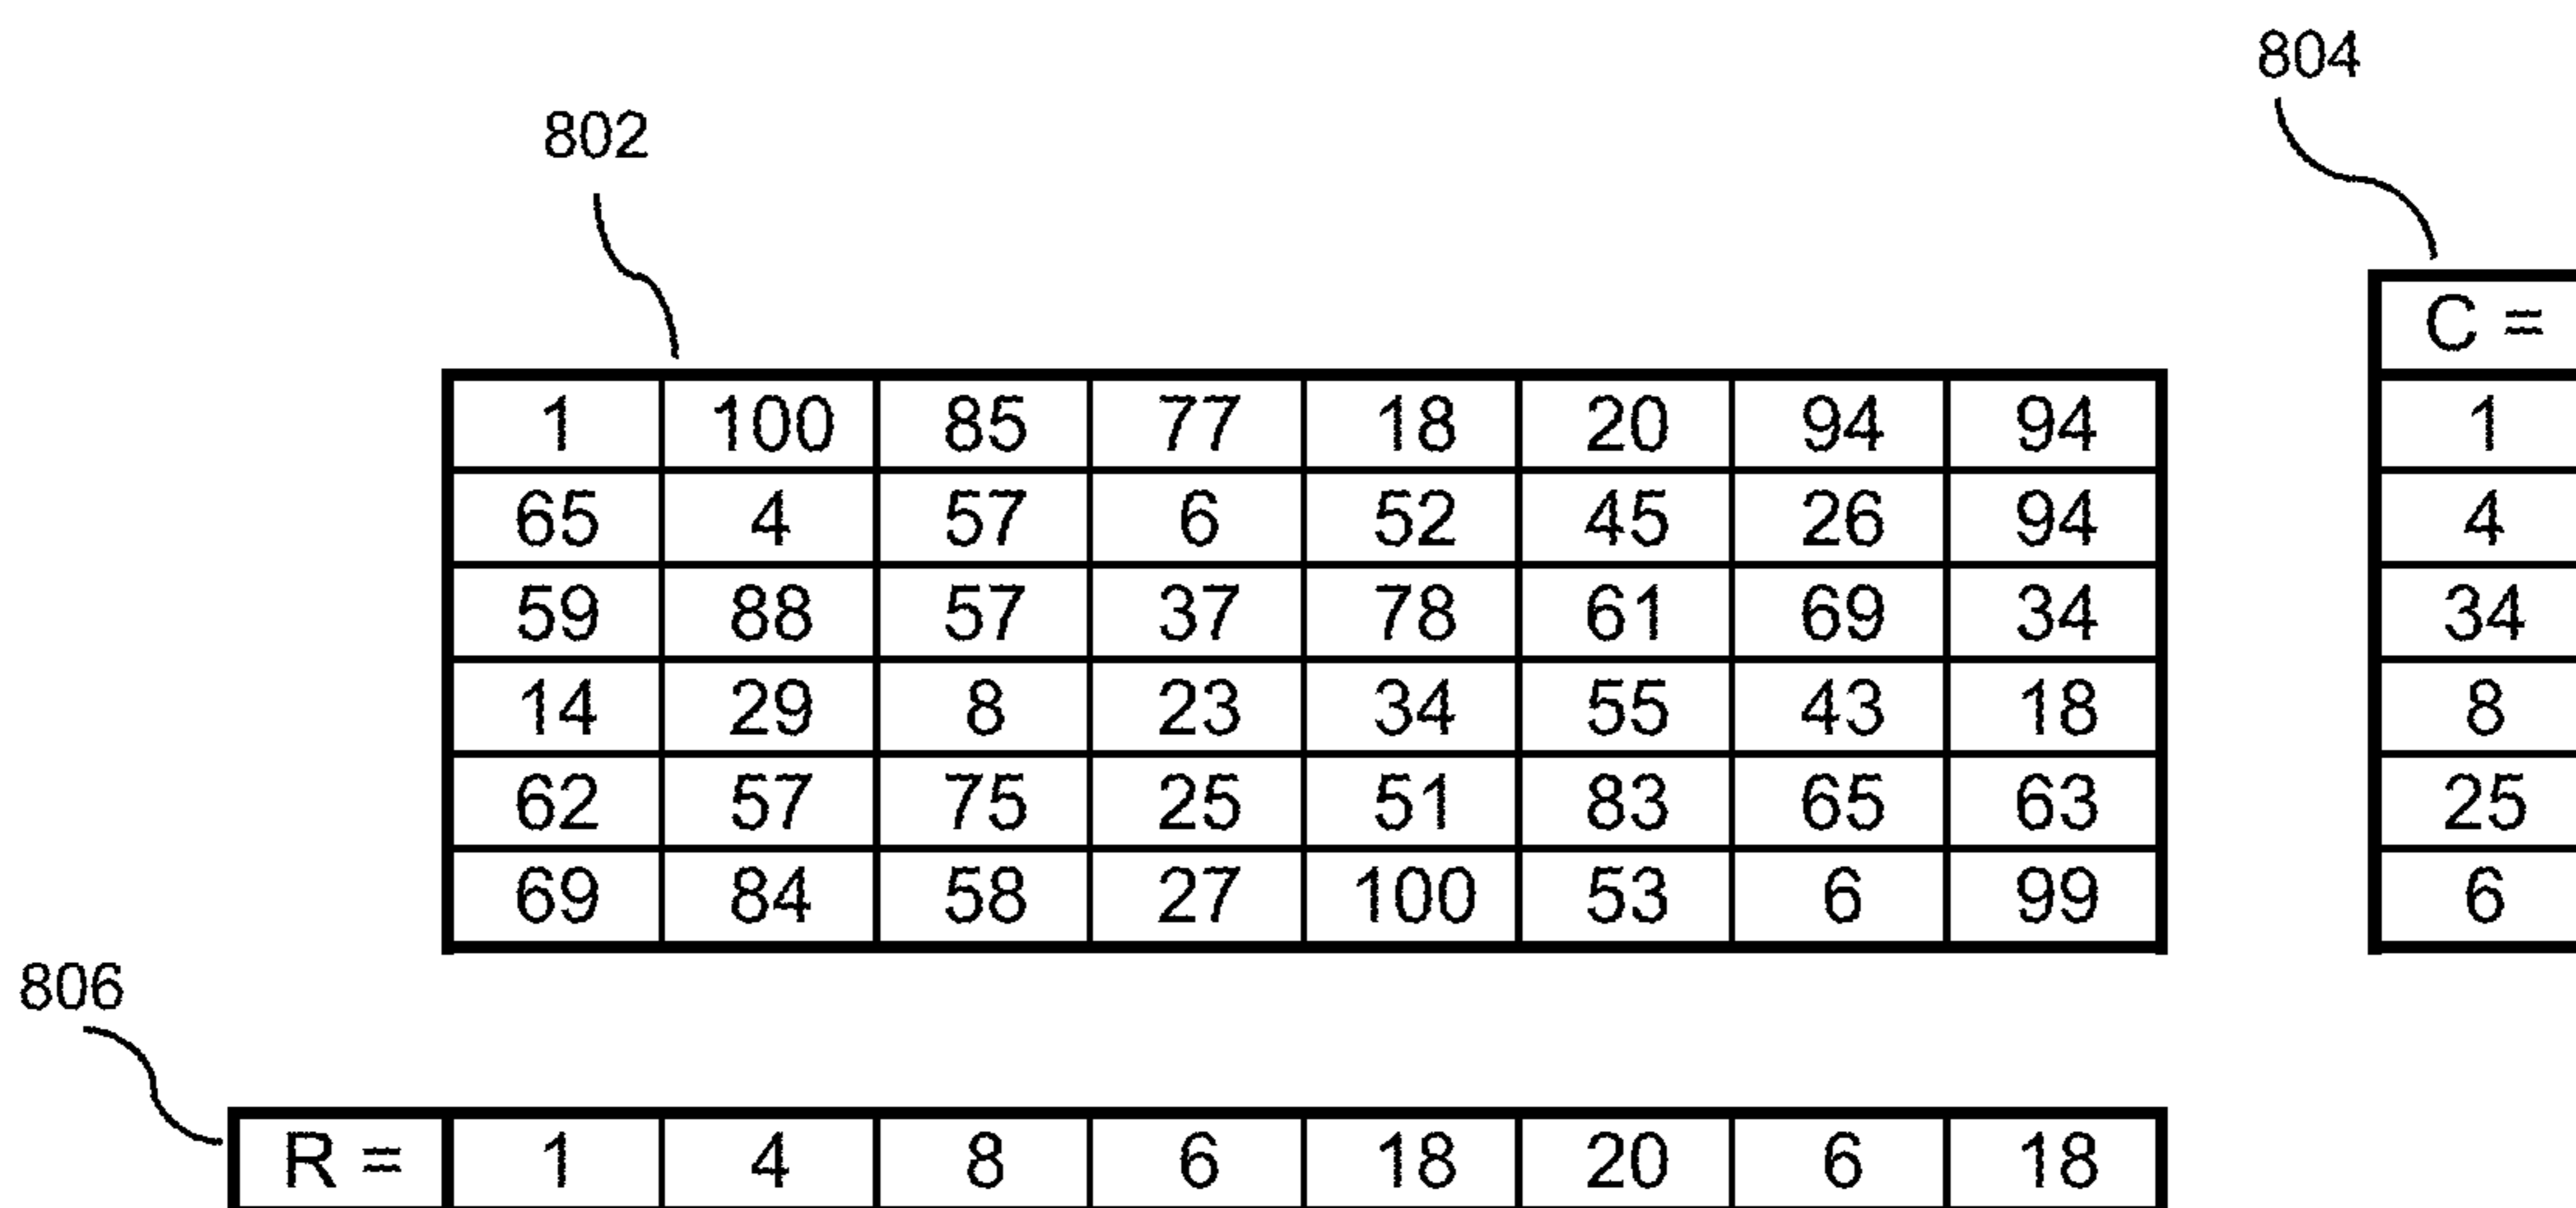 804
802
C =
1 100 85 77 18 20 94 94 1
65 4 57 6 52 45 26 94 4
59 88 57 37 78 61 69 34 34
14 29 8 23 34 55 43 18 8
62 57 75 25 51 83 65 63 25
69 84 58 27 100 53 6 99 6
806
R = 1 4 8 6 18 20 6 18